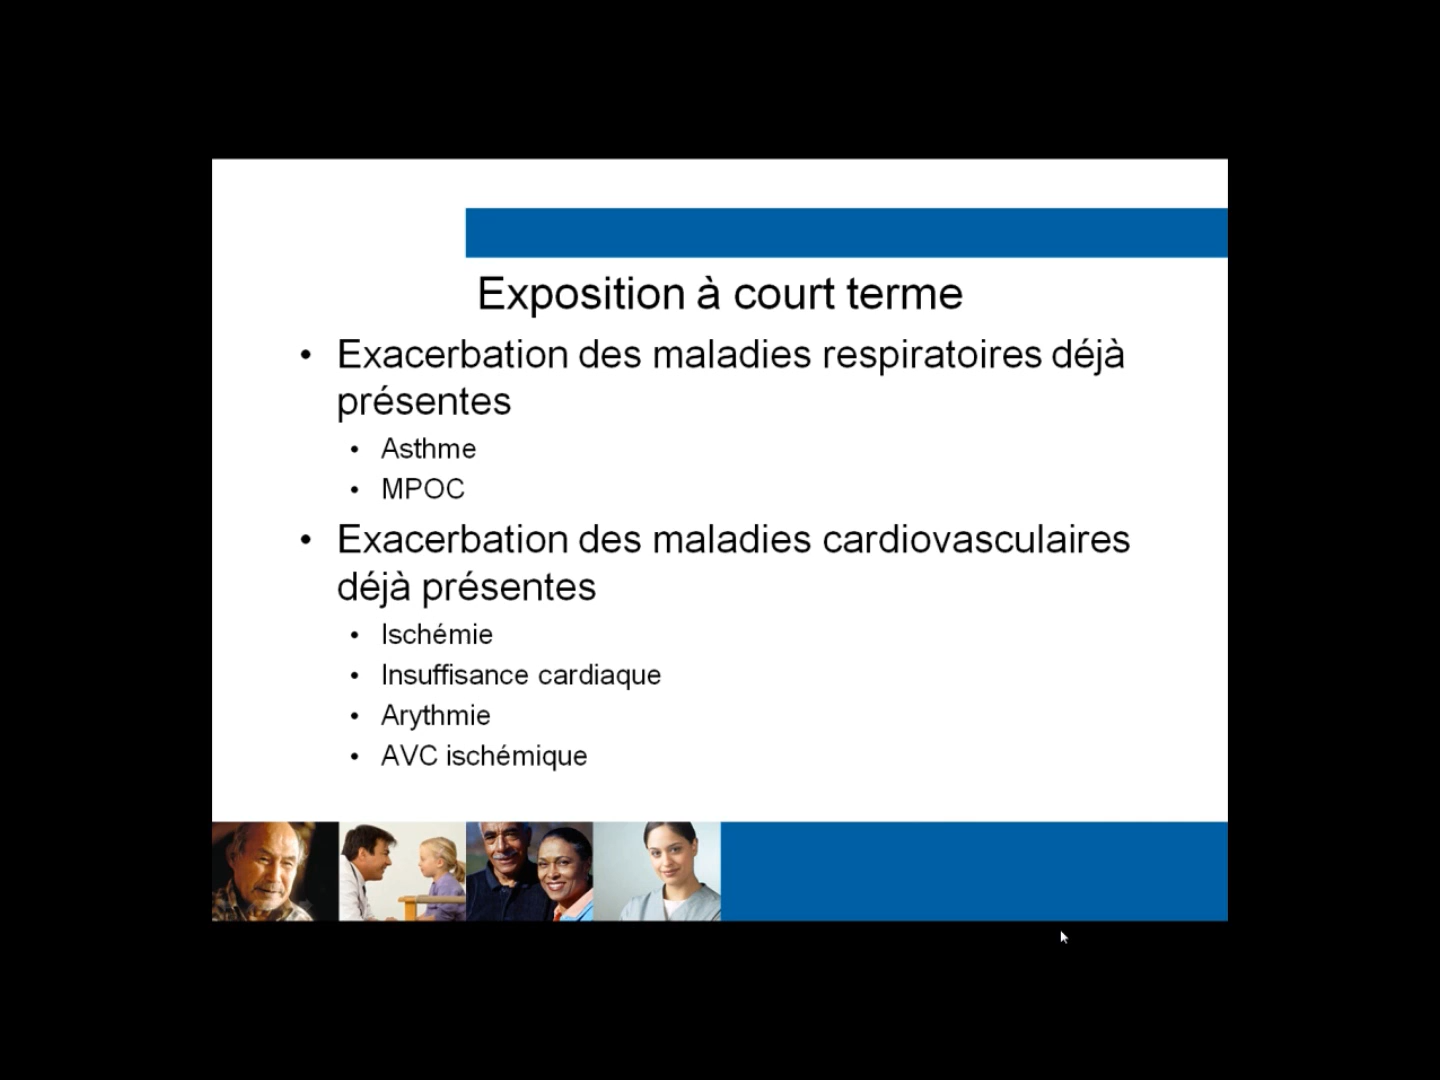 Exposition à court terme
• Exacerbation des maladies respiratoires déjà
présentes
• Asthme
• MPOC
• Exacerbation des maladies cardiovasculaires
déjà présentes
• Ischémie
• Insuffisance cardiaque
• Arythmie
• AVC ischémique